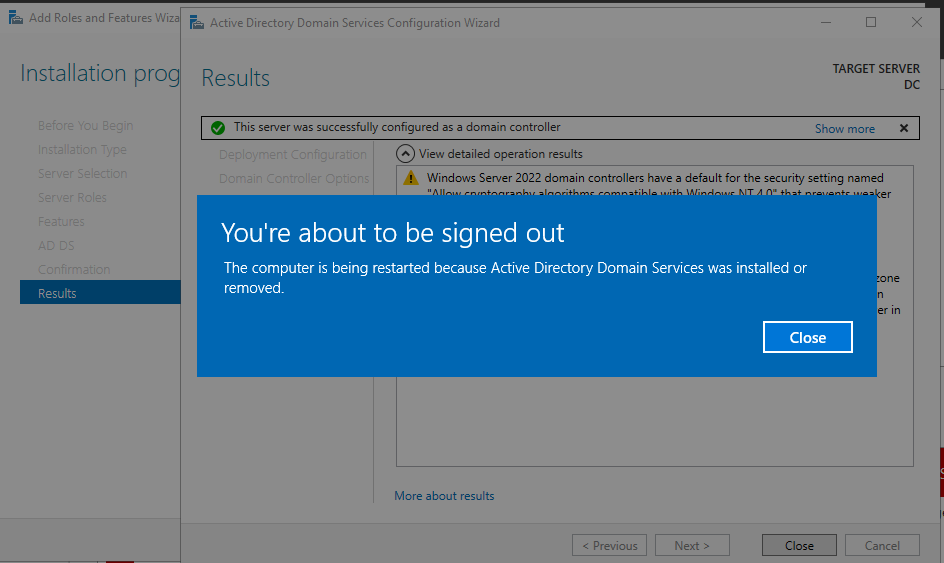 Add Roles and Features Wiza
Active Directory Domain Services Configuration Wizard
Installation prog
Results
TARGET SERVER
DC
This server was successfully configured as a domain controller
Show more
Before You Begin
Installation Type
Server Selection
Server Roles
Features
AD DS
Confirmation
Results
Deployment Configuration
Domain Controller Options
View detailed operation results
Windows Server 2022 domain controllers have a default for the security setting named
"Allow cryptography algorithms compatible with Windows NT 4.0" that prevents weaker
You're about to be signed out
The computer is being restarted because Active Directory Domain Services was installed or
removed.
Close
zone
er in
More about results
< Previous
Next >
Close
Cancel